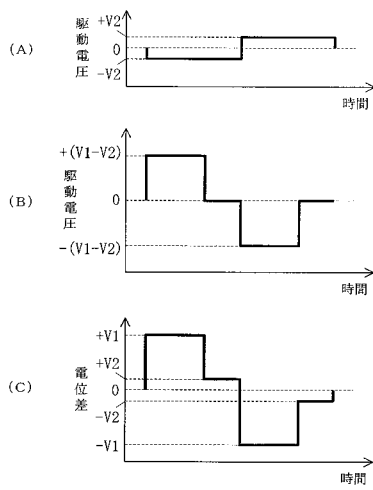 (A)
駆動電圧
+V2
0
-V2
時間
(B)
駆動電圧
+(V1-V2)
0
-(V1-V2)
時間
(C)
電位差
+V1
+V2
0
-V2
-V1
時間